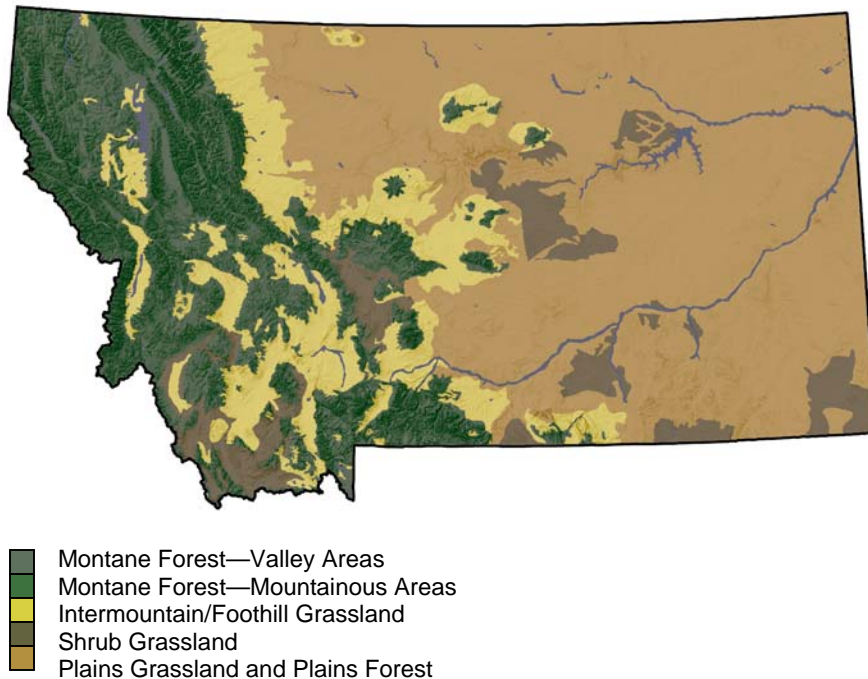 Montane Forest—Valley Areas
Montane Forest—Mountainous Areas
Intermountain/Foothill Grassland
Shrub Grassland
Plains Grassland and Plains Forest